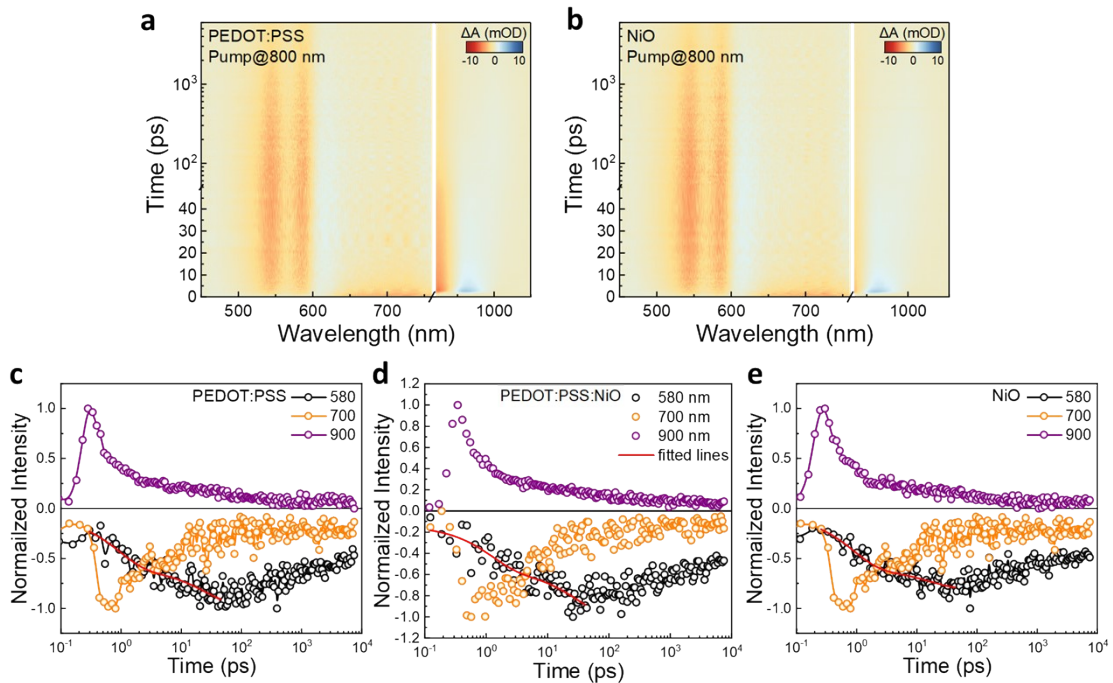 a
PEDOT:PSS
Pump@800 nm
ΔA (mOD)
-10 0 10
10³
10²
40
30
20
10
0
Time (ps)
450 500 600 700 1000
Wavelength (nm)
b
NiO
Pump@800 nm
ΔA (mOD)
-10 0 10
10³
10²
40
30
20
10
0
Time (ps)
450 500 600 700 1000
Wavelength (nm)
c
PEDOT:PSS
580
700
900
1.0
0.5
0.0
-0.5
-1.0
Normailzed Intensity
10⁻¹ 10⁰ 10¹ 10² 10³ 10⁴
Time (ps)
d
PEDOT:PSS:NiO
580 nm
700 nm
900 nm
fitted lines
1.2
1.0
0.8
0.6
0.4
0.2
0.0
-0.2
-0.4
-0.6
-0.8
-1.0
-1.2
Normailzed Intensity
10⁻¹ 10⁰ 10¹ 10² 10³ 10⁴
Time (ps)
e
NiO
580
700
900
1.0
0.5
0.0
-0.5
-1.0
Normailzed Intensity
10⁻¹ 10⁰ 10¹ 10² 10³ 10⁴
Time (ps)